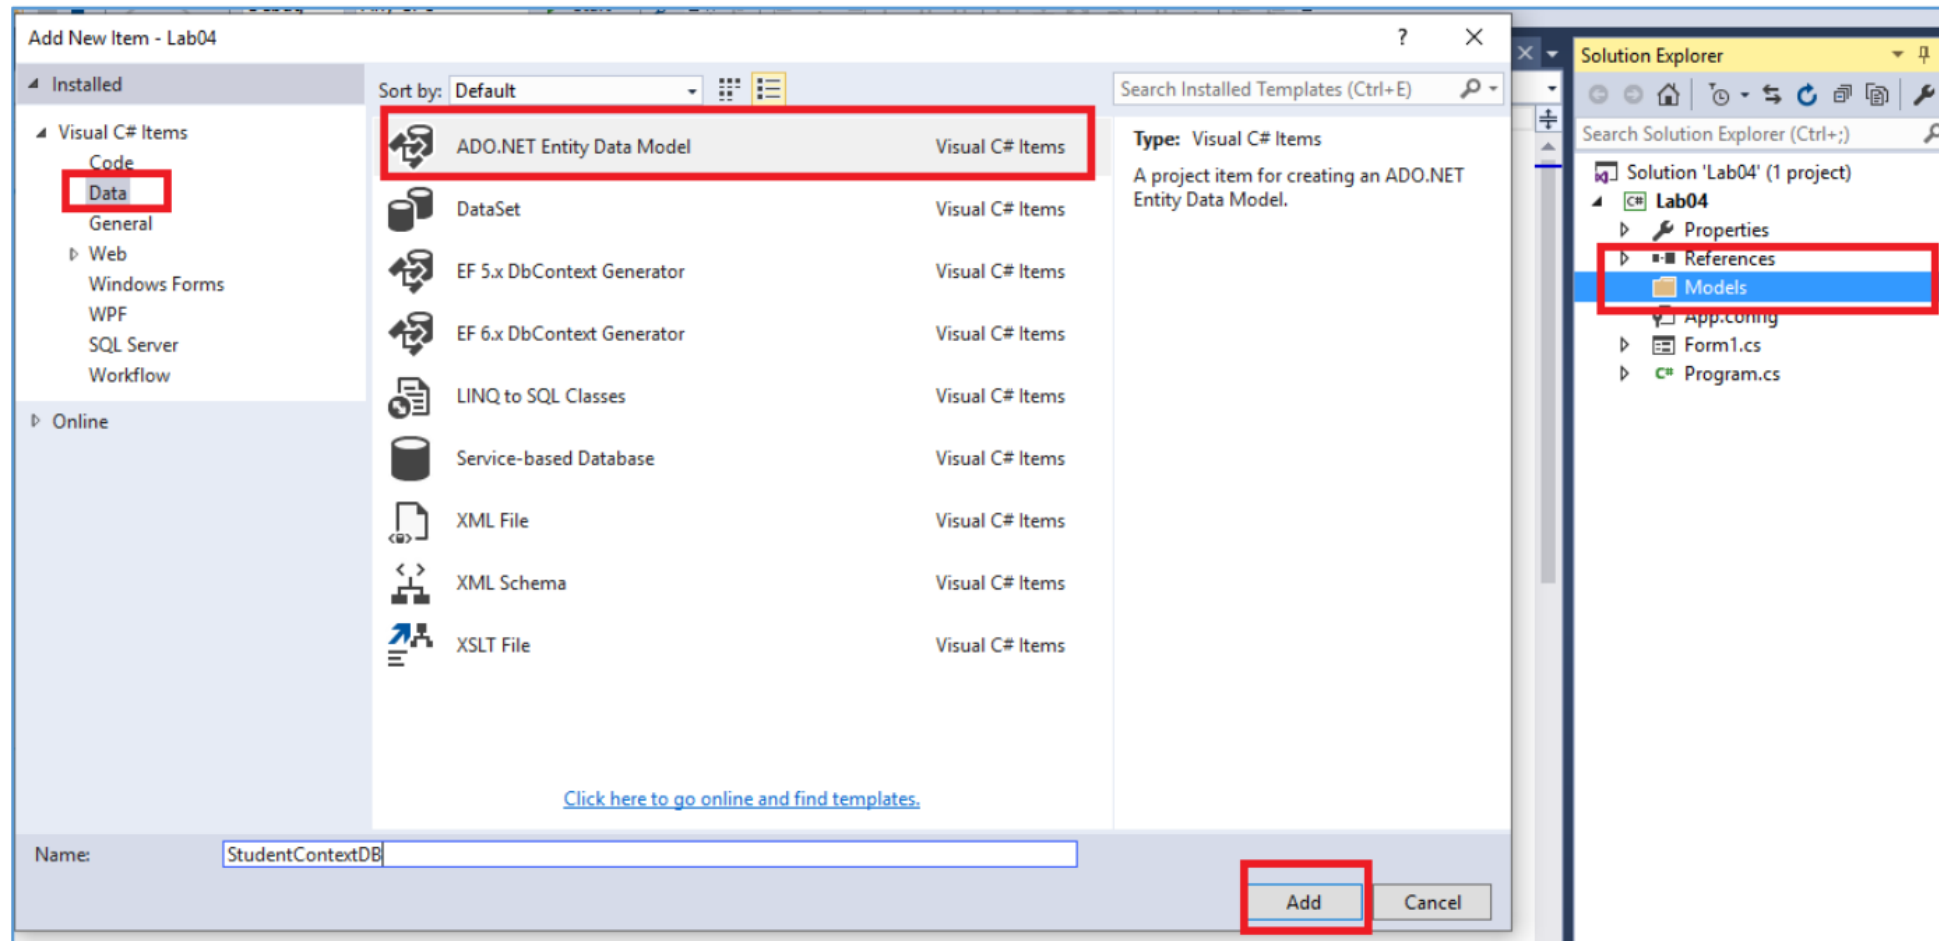 Add New Item - Lab04
?
Installed
Sort by: Default
Search Installed Templates (Ctrl+E)
Visual C# Items
Code
Data
General
Web
Windows Forms
WPF
SQL Server
Workflow
Online
ADO.NET Entity Data Model Visual C# Items
DataSet Visual C# Items
EF 5.x DbContext Generator Visual C# Items
EF 6.x DbContext Generator Visual C# Items
LINQ to SQL Classes Visual C# Items
Service-based Database Visual C# Items
XML File Visual C# Items
XML Schema Visual C# Items
XSLT File Visual C# Items
Click here to go online and find templates.
Type: Visual C# Items
A project item for creating an ADO.NET
Entity Data Model.
Name: StudentContextDB
Add Cancel
Solution Explorer
Search Solution Explorer (Ctrl+;)
Solution 'Lab04' (1 project)
C# Lab04
Properties
References
Models
App.config
Form1.cs
C# Program.cs